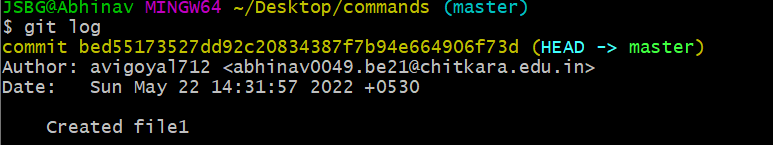 JSBG@Abhinav MINGW64 ~/Desktop/commands (master)
$ git log
commit bed55173527dd92c20834387f7b94e664906f73d (HEAD -> master)
Author: avigoyal712 <abhinav0049.be21@chitkara.edu.in>
Date:   Sun May 22 14:31:57 2022 +0530
Created file1